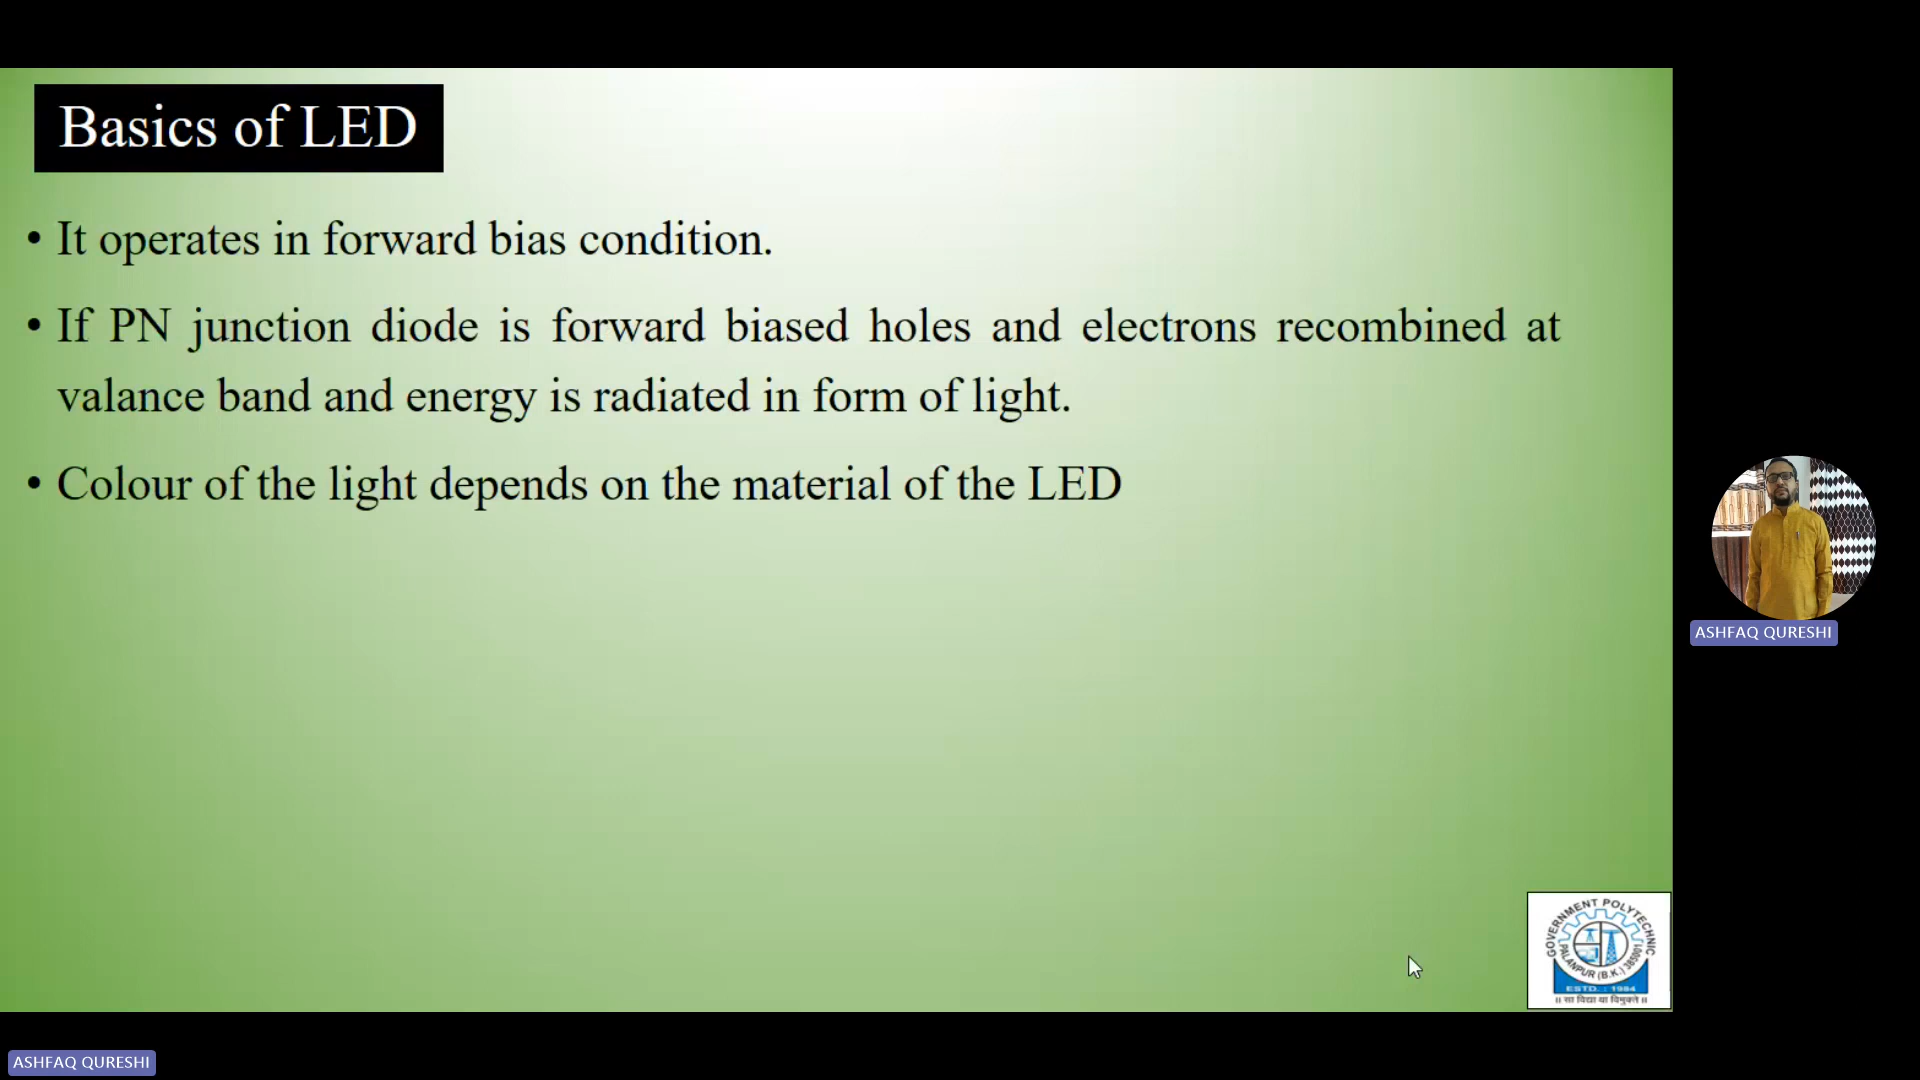 Basics of LED
• It operates in forward bias condition.
• If PN junction diode is forward biased holes and electrons recombined at
valance band and energy is radiated in form of light.
• Colour of the light depends on the material of the LED
ASHFAQ QURESHI
GOVERNMENT POLYTECHNIC
PALANPUR (B.K.) 385001
ESTD. : 1984
॥ सा विद्या या विमुक्तये ॥
ASHFAQ QURESHI